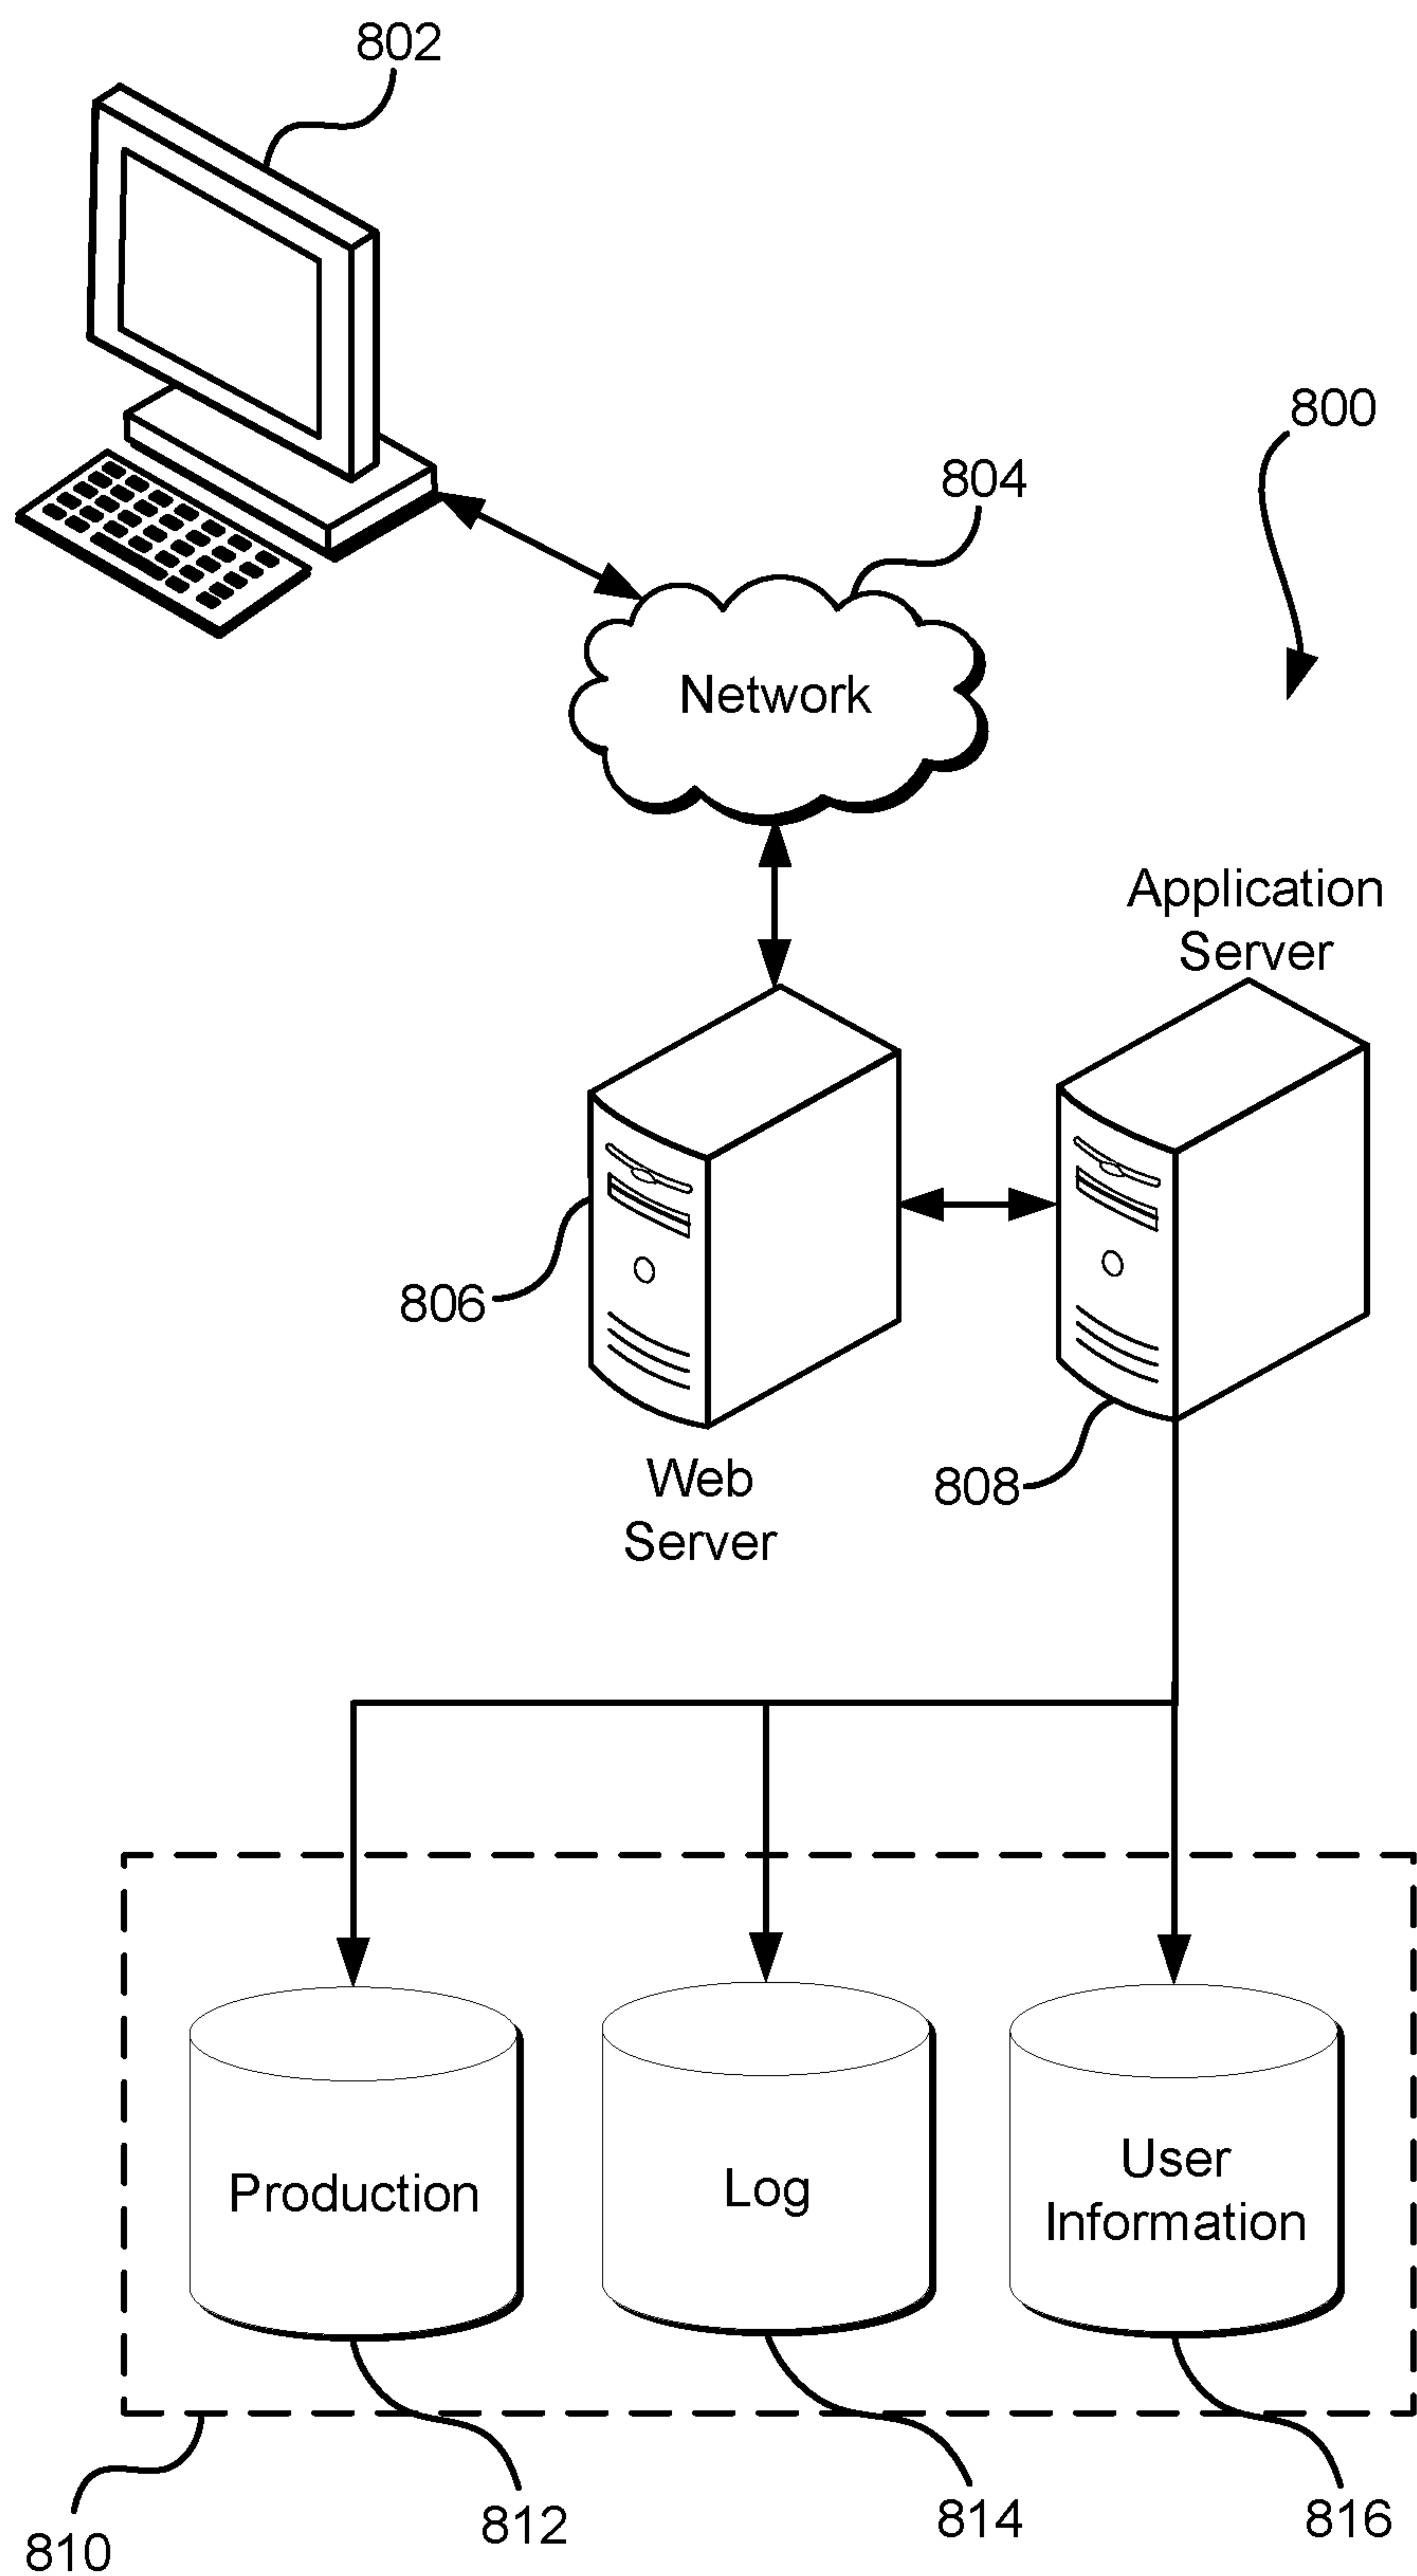 802
800
804
Network
Application
Server
806
Web
Server
808
Production
Log
User
Information
810
812
814
816